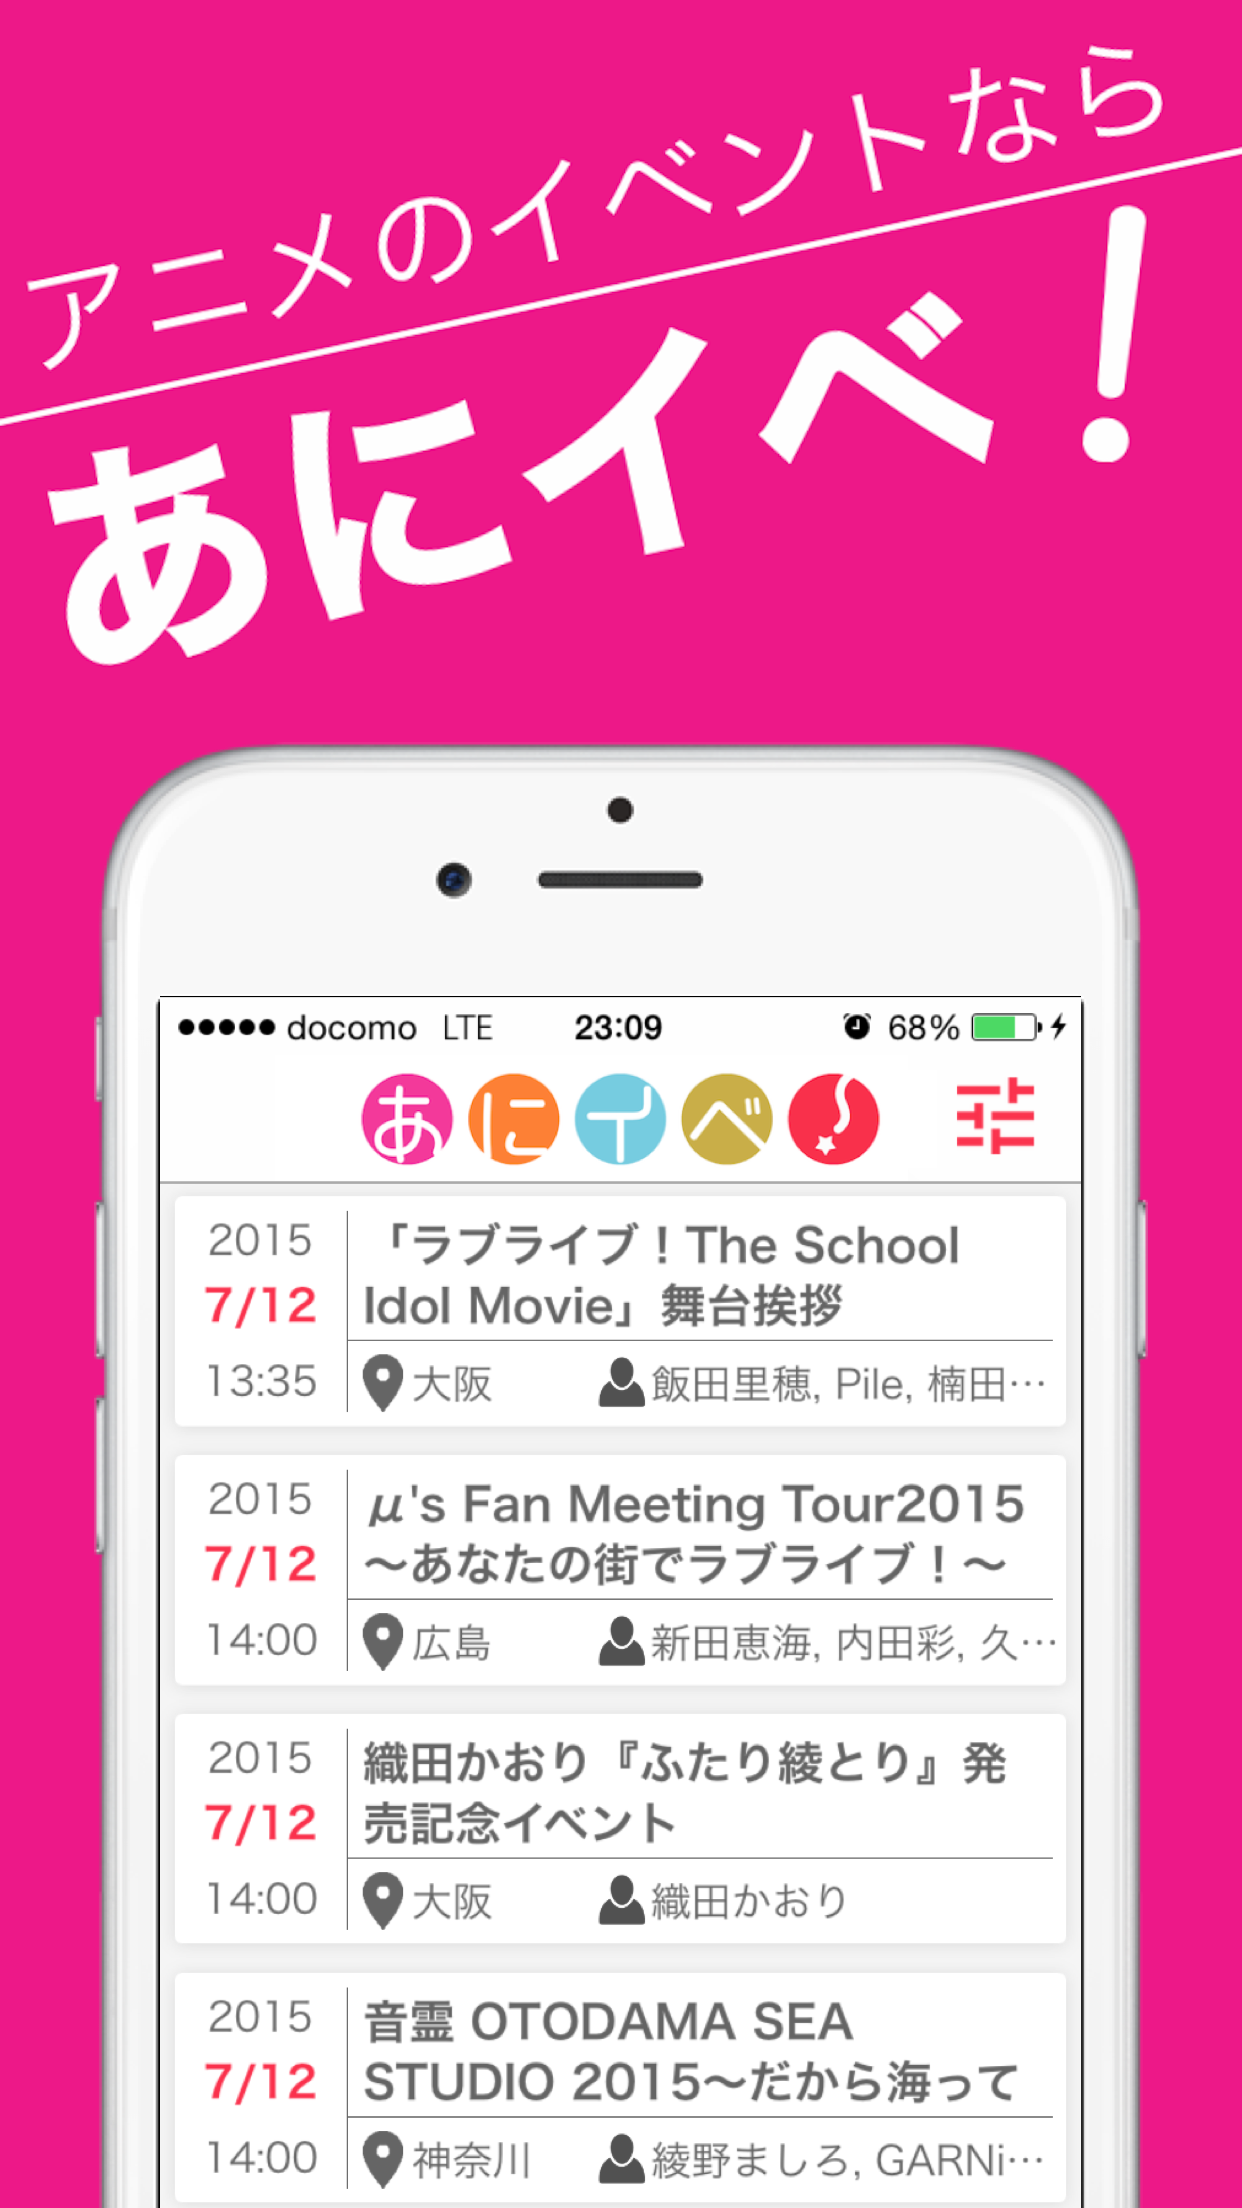 アニメのイベントなら
あにイベ！
docomo LTE 23:09 68%
あにイベ！
2015
7/12
13:35
「ラブライブ！The School
Idol Movie」舞台挨拶
大阪 飯田里穂, Pile, 楠田…
2015
7/12
14:00
μ's Fan Meeting Tour2015
～あなたの街でラブライブ！～
広島 新田恵海, 内田彩, 久…
2015
7/12
14:00
織田かおり『ふたり綾とり』発
売記念イベント
大阪 織田かおり
2015
7/12
14:00
音霊 OTODAMA SEA
STUDIO 2015～だから海って
神奈川 綾野ましろ, GARNi…